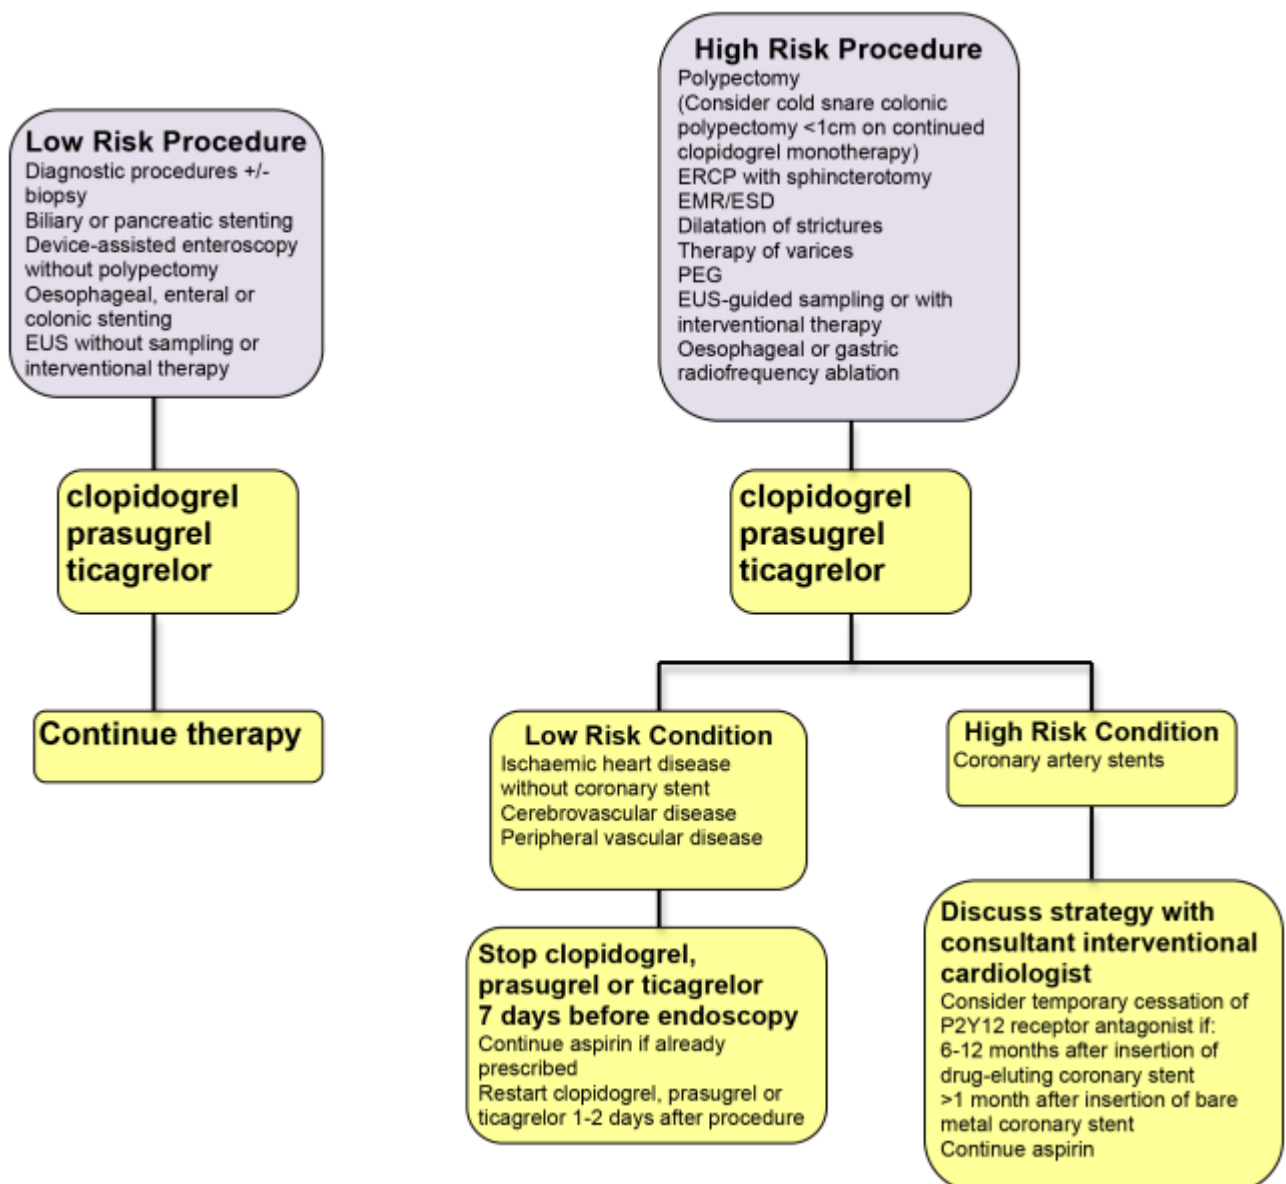 Low Risk Procedure
Diagnostic procedures +/-
biopsy
Biliary or pancreatic stenting
Device-assisted enteroscopy
without polypectomy
Oesophageal, enteral or
colonic stenting
EUS without sampling or
interventional therapy
clopidogrel
prasugrel
ticagrelor
Continue therapy
High Risk Procedure
Polypectomy
(Consider cold snare colonic
polypectomy <1cm on continued
clopidogrel monotherapy)
ERCP with sphincterotomy
EMR/ESD
Dilatation of strictures
Therapy of varices
PEG
EUS-guided sampling or with
interventional therapy
Oesophageal or gastric
radiofrequency ablation
clopidogrel
prasugrel
ticagrelor
Low Risk Condition
Ischaemic heart disease
without coronary stent
Cerebrovascular disease
Peripheral vascular disease
Stop clopidogrel,
prasugrel or ticagrelor
7 days before endoscopy
Continue aspirin if already
prescribed
Restart clopidogrel, prasugrel or
ticagrelor 1-2 days after procedure
High Risk Condition
Coronary artery stents
Discuss strategy with
consultant interventional
cardiologist
Consider temporary cessation of
P2Y12 receptor antagonist if:
6-12 months after insertion of
drug-eluting coronary stent
>1 month after insertion of bare
metal coronary stent
Continue aspirin